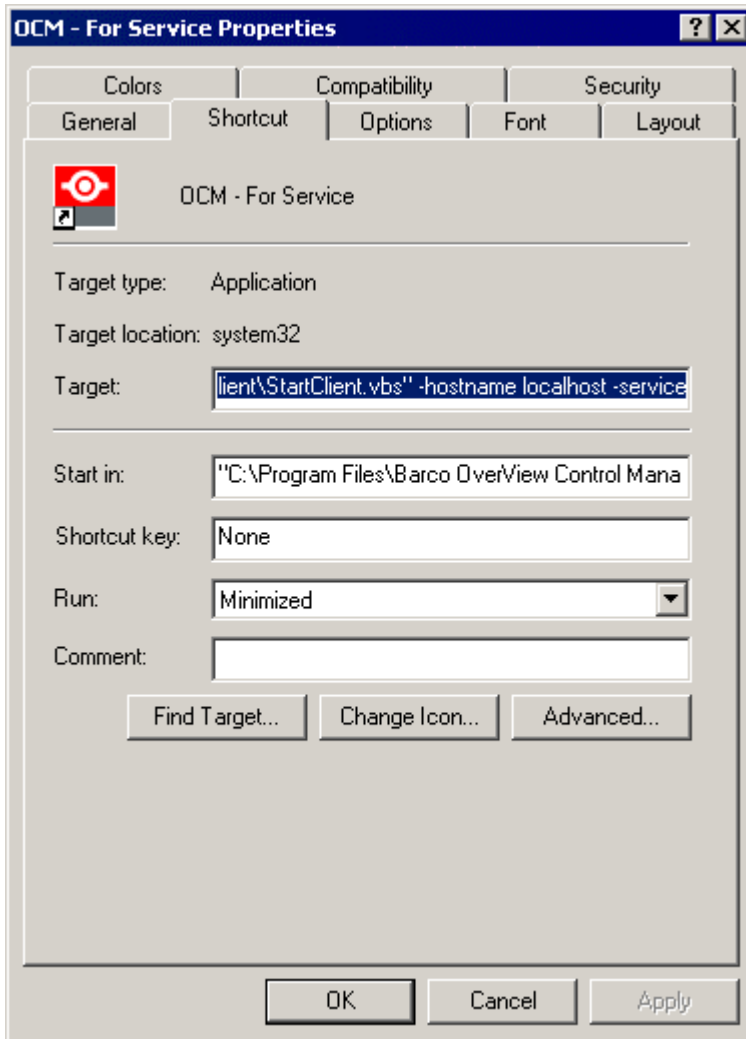 OCM - For Service Properties
Colors Compatibility Security
General Shortcut Options Font Layout
OCM - For Service
Target type: Application
Target location: system32
Target: lient\StartClient.vbs" -hostname localhost -service
Start in: "C:\Program Files\Barco OverView Control Mana
Shortcut key: None
Run: Minimized
Comment:
Find Target... Change Icon... Advanced...
OK Cancel Apply